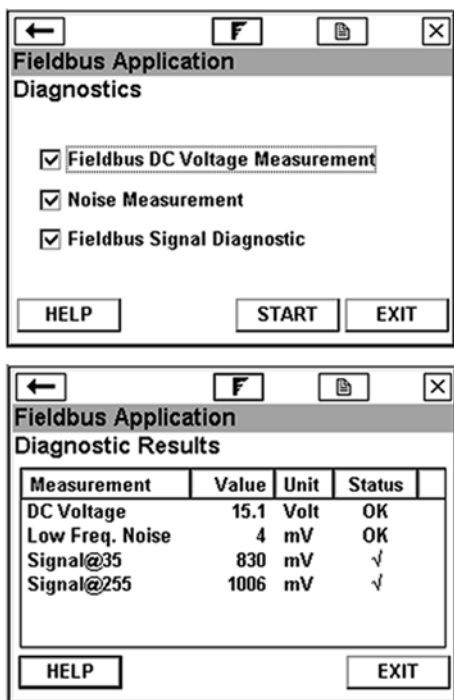 F
Fieldbus Application
Diagnostics
Fieldbus DC Voltage Measurement
Noise Measurement
Fieldbus Signal Diagnostic
HELP START EXIT
F
Fieldbus Application
Diagnostic Results
Measurement Value Unit Status
DC Voltage 15.1 Volt OK
Low Freq. Noise 4 mV OK
Signal@35 830 mV √
Signal@255 1006 mV √
HELP EXIT